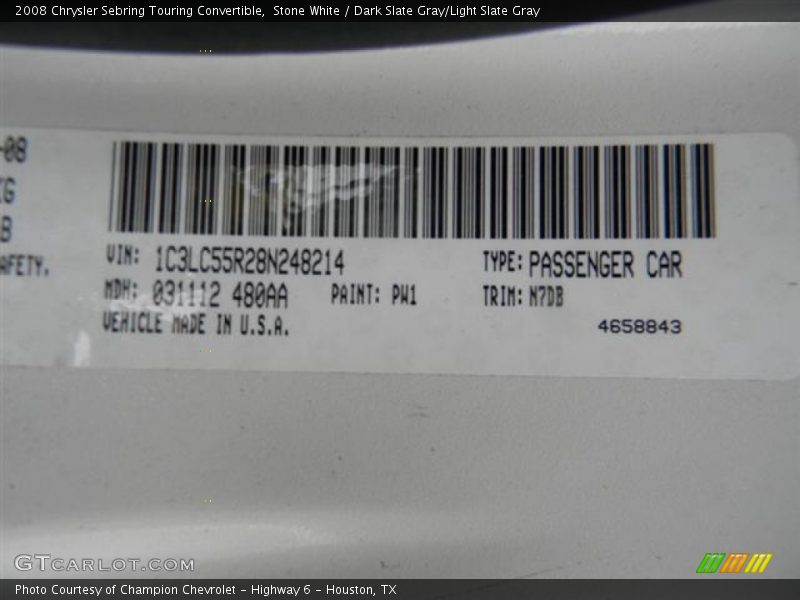 2008 Chrysler Sebring Touring Convertible, Stone White / Dark Slate Gray/Light Slate Gray
-08
KG
B
AFETY.
VIN: 1C3LC55R28N248214 TYPE: PASSENGER CAR
MDH: 031112 480AA PAINT: PW1 TRIM: N7DB
VEHICLE MADE IN U.S.A. 4658843
GTCARLOT.COM
Photo Courtesy of Champion Chevrolet - Highway 6 - Houston, TX